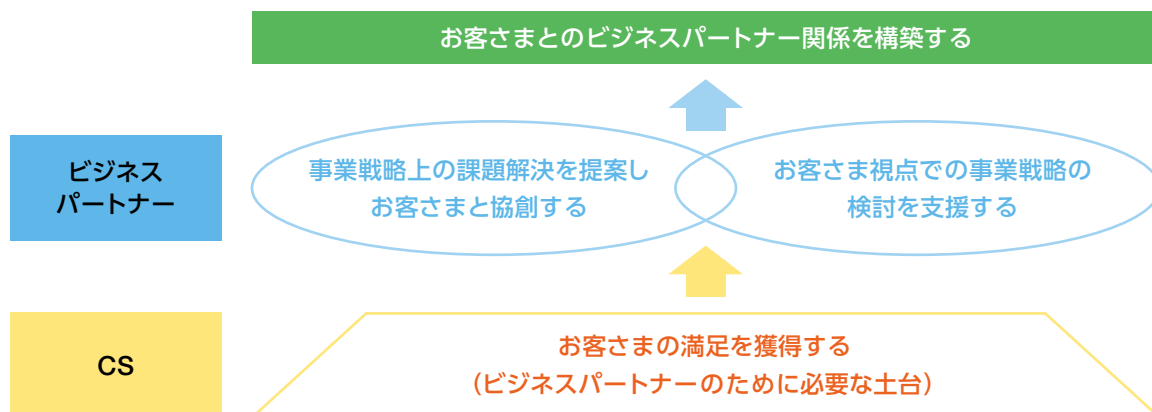 お客さまとのビジネスパートナー関係を構築する
ビジネス
パートナー
事業戦略上の課題解決を提案し
お客さまと協創する
お客さま視点での事業戦略の
検討を支援する
CS
お客さまの満足を獲得する
（ビジネスパートナーのために必要な土台）